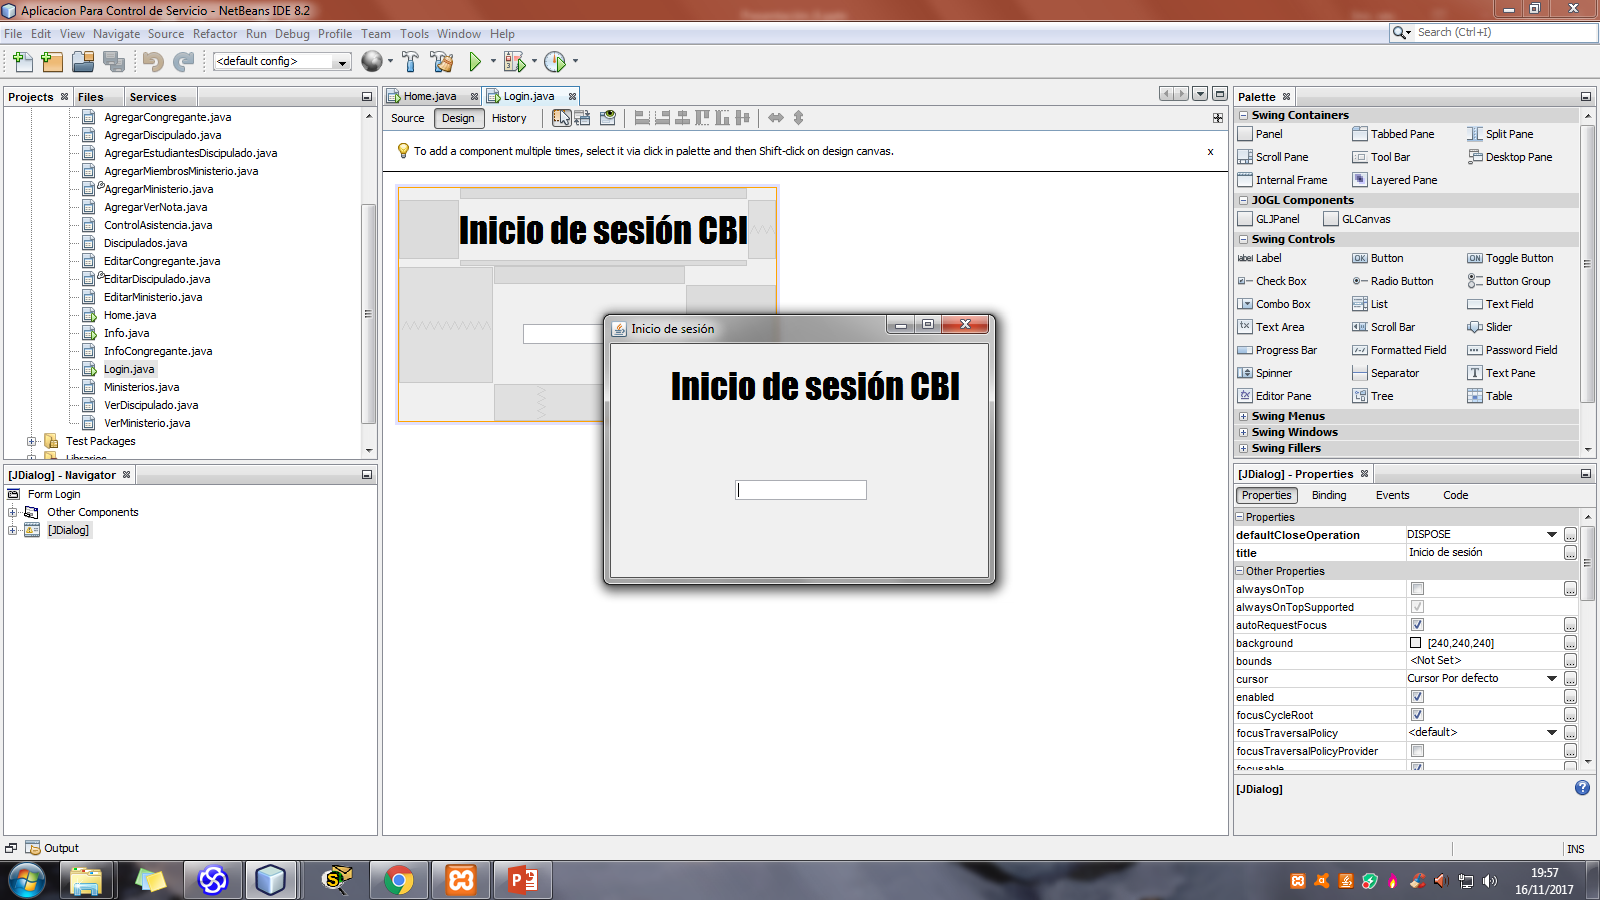 Aplicacion Para Control de Servicio - NetBeans IDE 8.2
File Edit View Navigate Source Refactor Run Debug Profile Team Tools Window Help
Search (Ctrl+I)
<default config>
Projects Files Services
AgregarCongregante.java
AgregarDiscipulado.java
AgregarEstudiantesDiscipulado.java
AgregarMiembrosMinisterio.java
AgregarMinisterio.java
AgregarVerNota.java
ControlAsistencia.java
Discipulados.java
EditarCongregante.java
EditarDiscipulado.java
EditarMinisterio.java
Home.java
Info.java
InfoCongregante.java
Login.java
Ministerios.java
VerDiscipulado.java
VerMinisterio.java
Test Packages
Libraries
[JDialog] - Navigator
Form Login
Other Components
[JDialog]
Home.java Login.java
Source Design History
To add a component multiple times, select it via click in palette and then Shift-click on design canvas.
x
Inicio de sesión CBI
Inicio de sesión
Inicio de sesión CBI
Palette
Swing Containers
Panel Tabbed Pane Split Pane
Scroll Pane Tool Bar Desktop Pane
Internal Frame Layered Pane
JOGL Components
GLJPanel GLCanvas
Swing Controls
label Label OK Button ON Toggle Button
Check Box Radio Button Button Group
Combo Box List Text Field
Text Area Scroll Bar Slider
Progress Bar Formatted Field Password Field
Spinner Separator Text Pane
Editor Pane Tree Table
Swing Menus
Swing Windows
Swing Fillers
[JDialog] - Properties
Properties Binding Events Code
Properties
defaultCloseOperation DISPOSE
title Inicio de sesión
Other Properties
alwaysOnTop
alwaysOnTopSupported
autoRequestFocus
background [240,240,240]
bounds <Not Set>
cursor Cursor Por defecto
enabled
focusCycleRoot
focusTraversalPolicy <default>
focusTraversalPolicyProvider
focusable
[JDialog]
Output
INS
19:57
16/11/2017